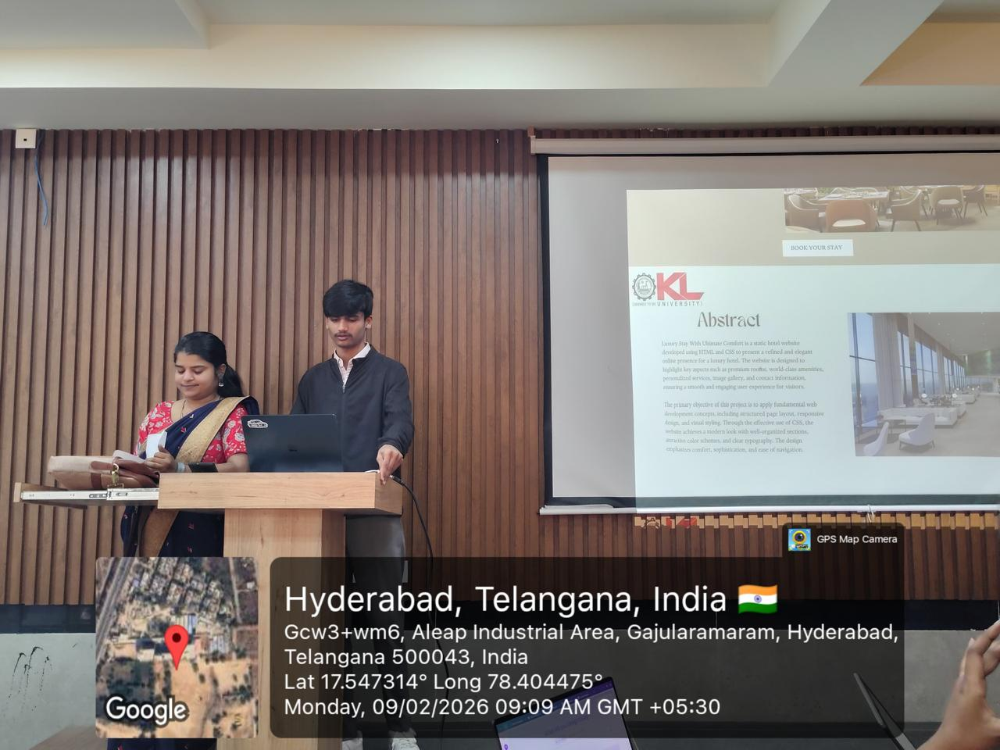 BOOK YOUR STAY
KL
(DEEMED TO BE UNIVERSITY)
Abstract
Luxury Stay With Ultimate Comfort is a static hotel website
developed using HTML and CSS to present a refined and elegant
online presence for a luxury hotel. The website is designed to
highlight key aspects such as premium rooms, world-class amenities,
personalized services, image gallery, and contact information,
ensuring a smooth and engaging user experience for visitors.
The primary objective of this project is to apply fundamental web
development concepts, including structured page layout, responsive
design, and visual styling. Through the effective use of CSS, the
website achieves a modern look with well-organized sections,
attractive color schemes, and clear typography. The design
emphasizes comfort, sophistication, and ease of navigation.
GPS Map Camera
Hyderabad, Telangana, India
Gcw3+wm6, Aleap Industrial Area, Gajularamaram, Hyderabad,
Telangana 500043, India
Lat 17.547314° Long 78.404475°
Monday, 09/02/2026 09:09 AM GMT +05:30
Google